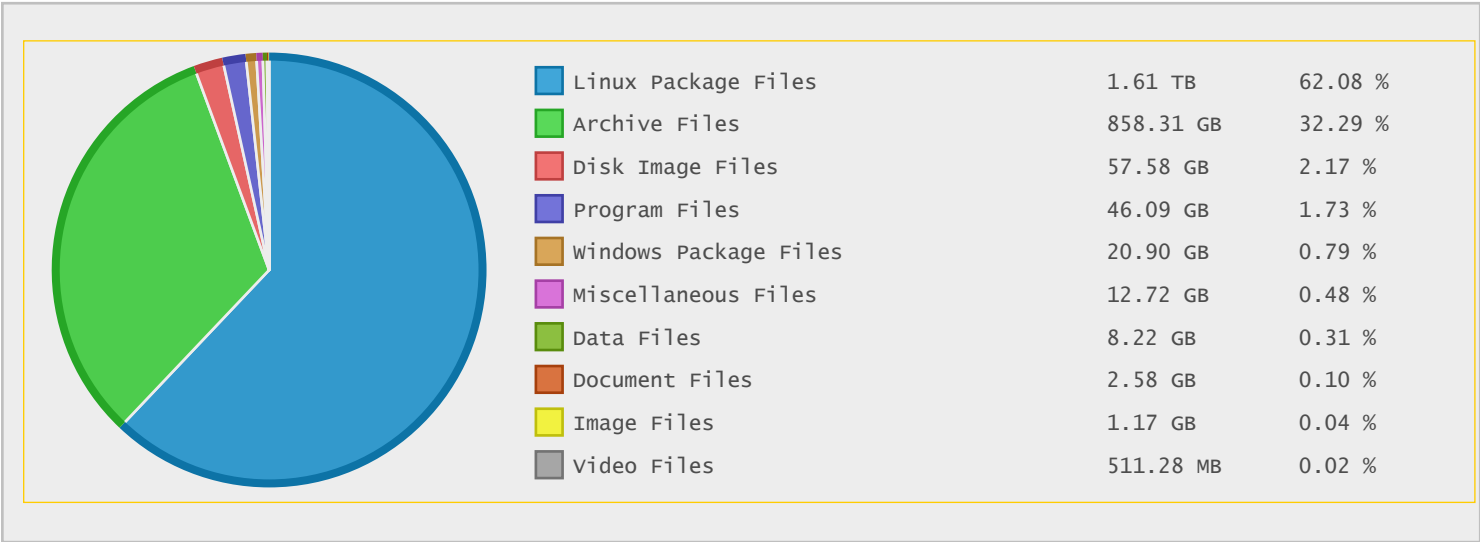 Linux Package Files 1.61 TB 62.08 %
Archive Files 858.31 GB 32.29 %
Disk Image Files 57.58 GB 2.17 %
Program Files 46.09 GB 1.73 %
Windows Package Files 20.90 GB 0.79 %
Miscellaneous Files 12.72 GB 0.48 %
Data Files 8.22 GB 0.31 %
Document Files 2.58 GB 0.10 %
Image Files 1.17 GB 0.04 %
Video Files 511.28 MB 0.02 %